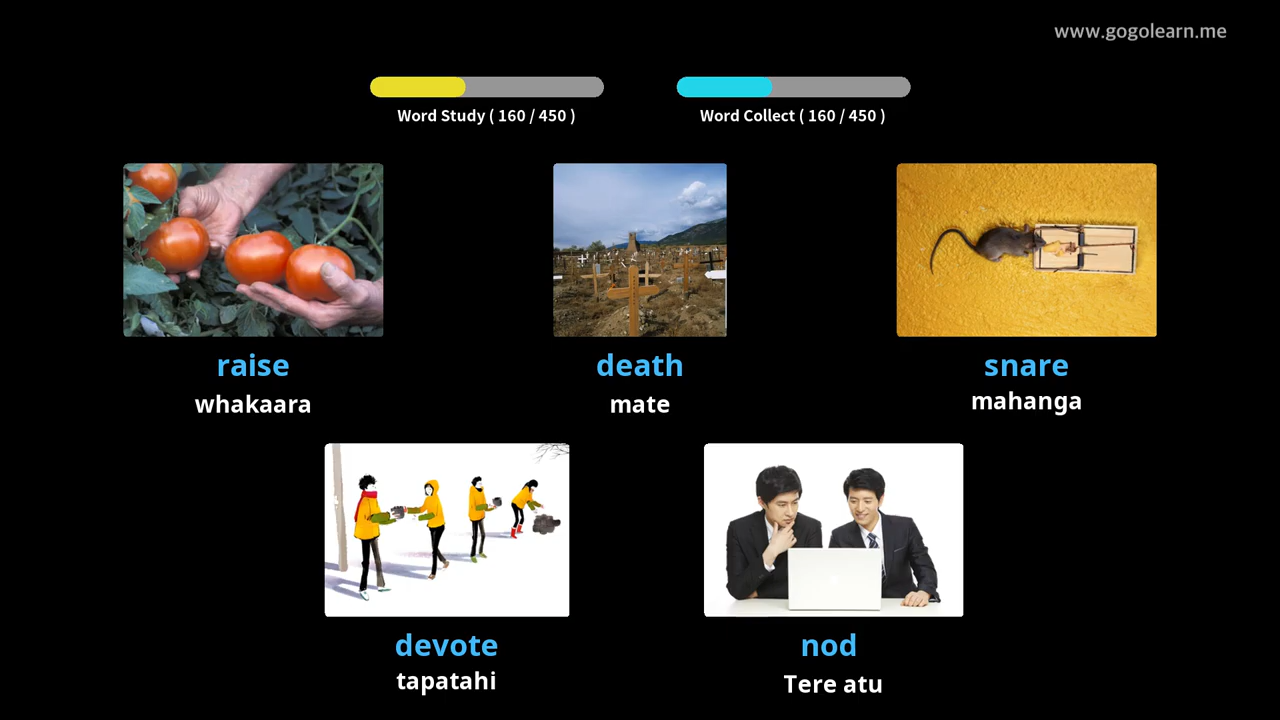 www.gogolearn.me
Word Study ( 160 / 450 )
Word Collect ( 160 / 450 )
raise
whakaara
death
mate
snare
mahanga
devote
tapatahi
nod
Tere atu